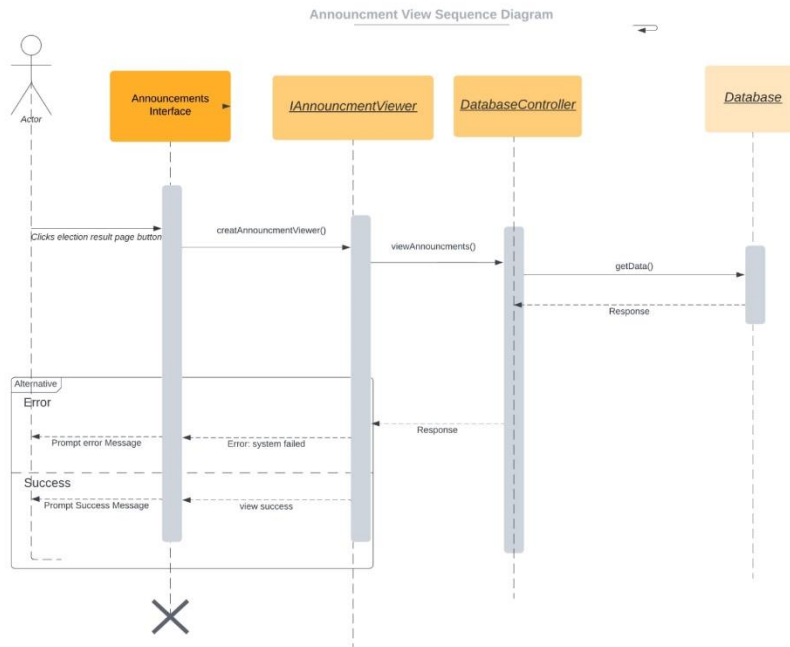 Announcment View Sequence Diagram
Actor
Announcements
Interface
IAnnouncmentViewer
DatabaseController
Database
Clicks election result page button
creatAnnouncmentViewer()
viewAnnouncments()
getData()
Response
Alternative
Error
Response
Prompt error Message
Error: system failed
Success
Prompt Success Message
view success